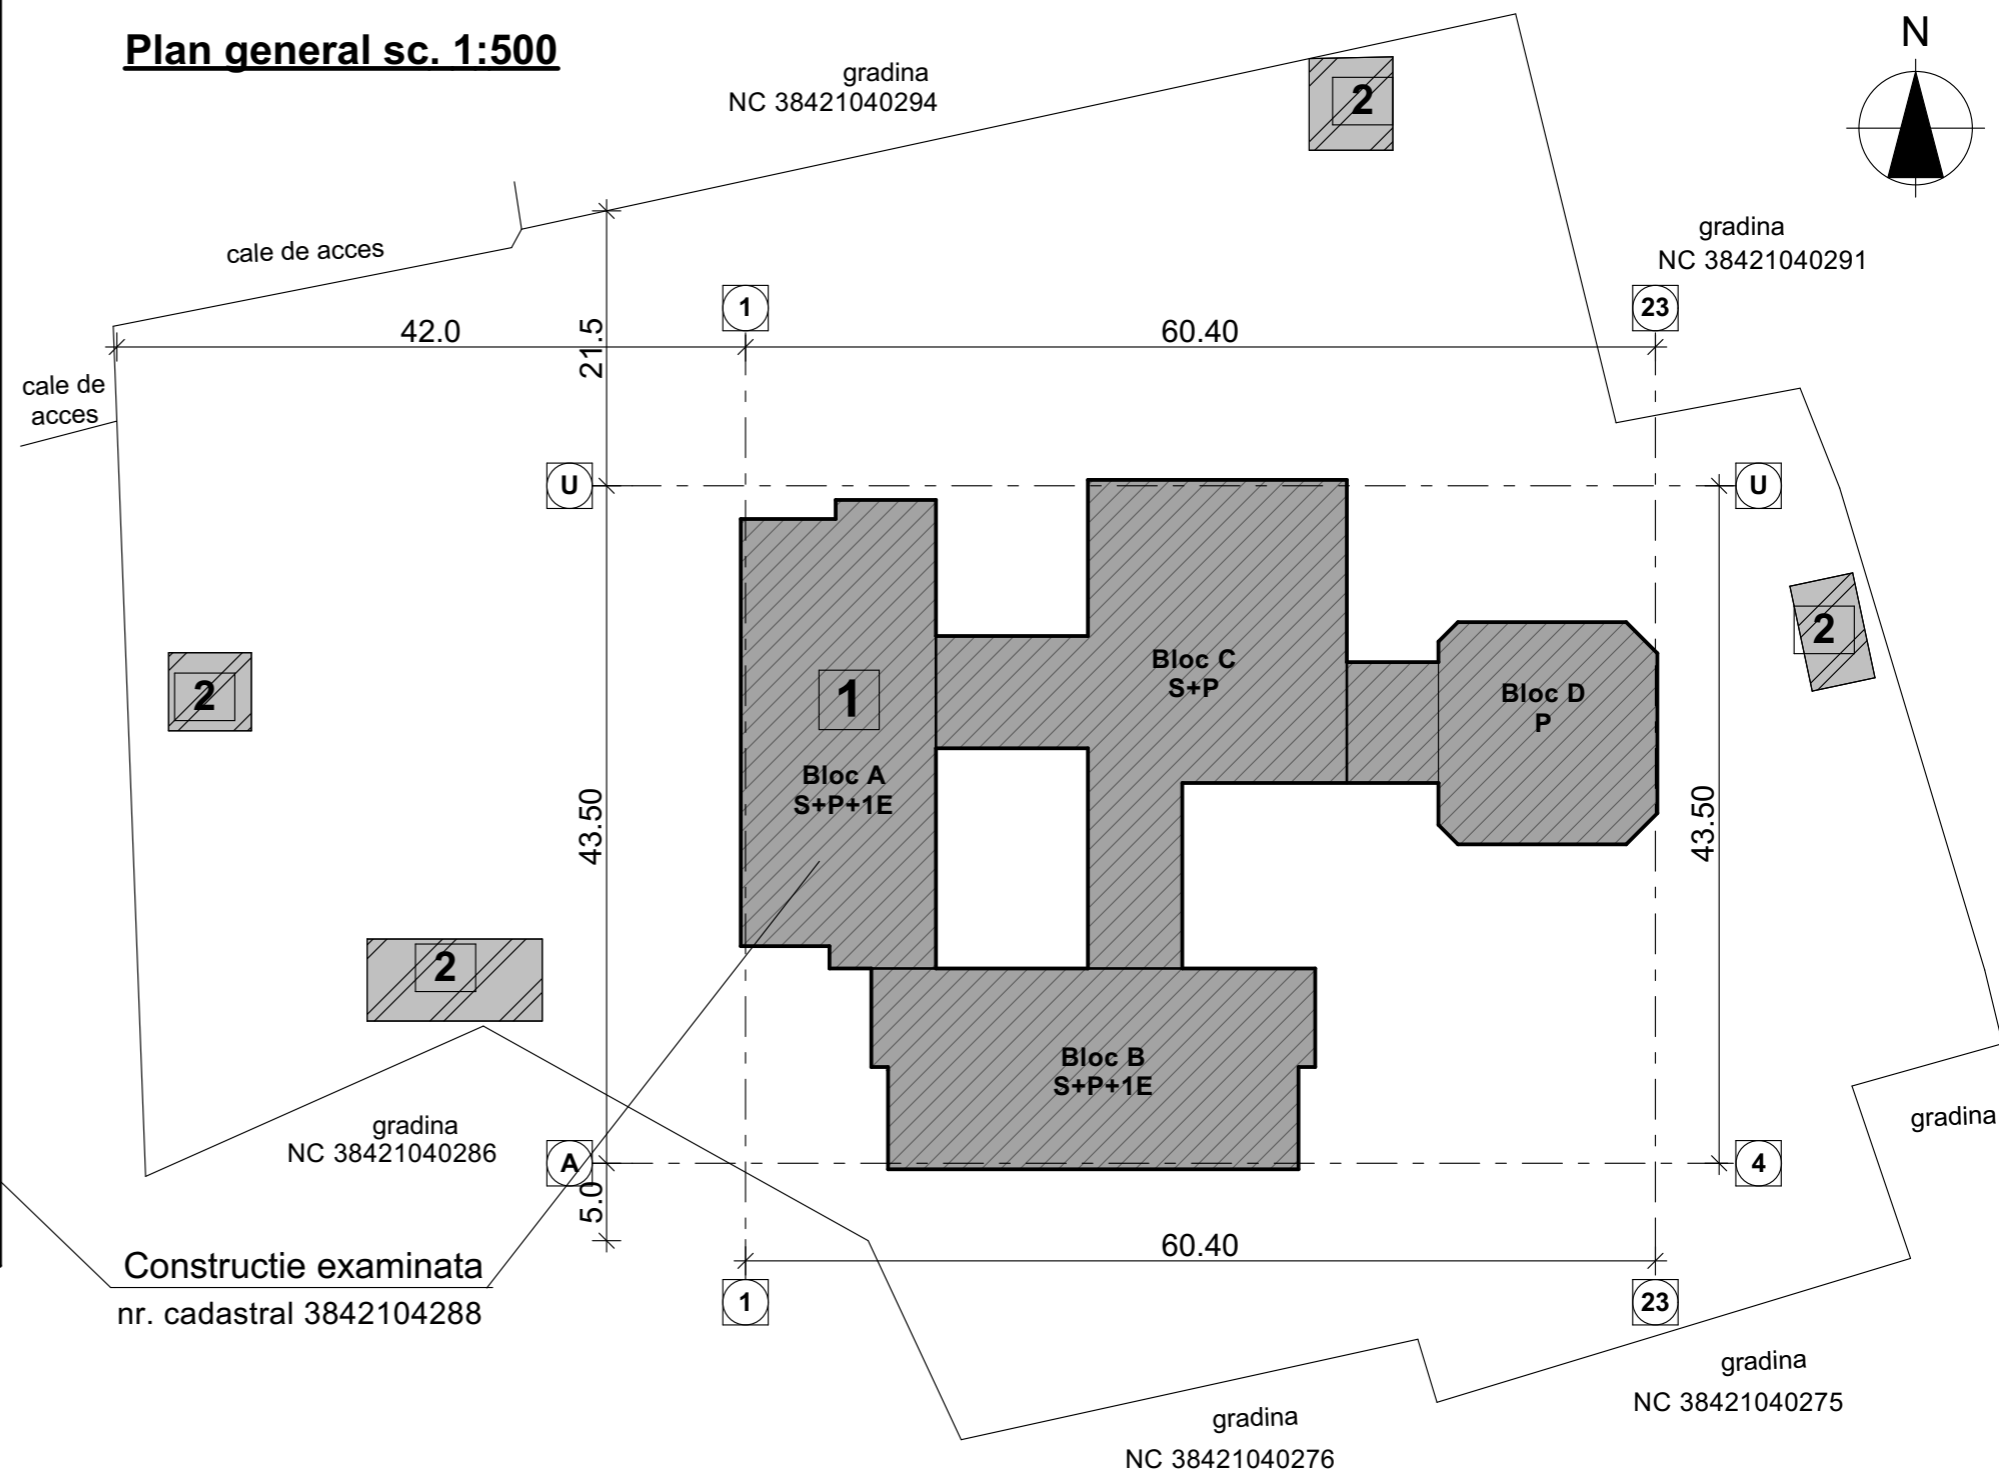 Plan general sc. 1:500
N
gradina
NC 38421040294
2
cale de acces
gradina
NC 38421040291
1
23
42.0
21.5
60.40
cale de
acces
U
U
2
Bloc C
S+P
2
1
Bloc D
P
Bloc A
S+P+1E
43.50
43.50
2
Bloc B
S+P+1E
gradina
NC 38421040286
gradina
A
4
5.0
Constructie examinata
nr. cadastral 3842104288
60.40
1
23
gradina
NC 38421040275
gradina
NC 38421040276